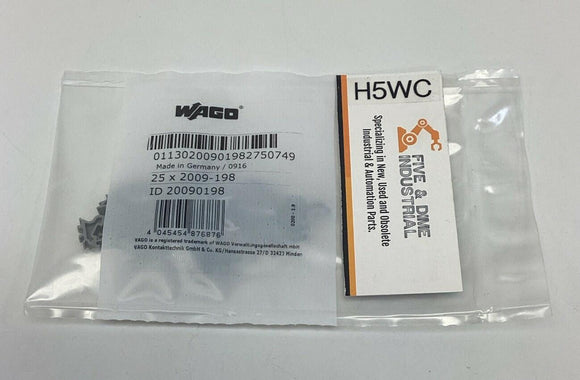 WAGO
01130200901982750749
Made in Germany / 0916
25 x 2009-198
ID 20090198
4 045454 876876
WAGO is a registered trademark of WAGO Verwaltungsgesellschaft mbH
WAGO Kontakttechnik GmbH & Co. KG/Hansastrasse 27/D 32423 Minden
H5WC
FIVE & DIME
INDUSTRIAL
Specializing in New, Used and Obsolete
Industrial & Automation Parts.